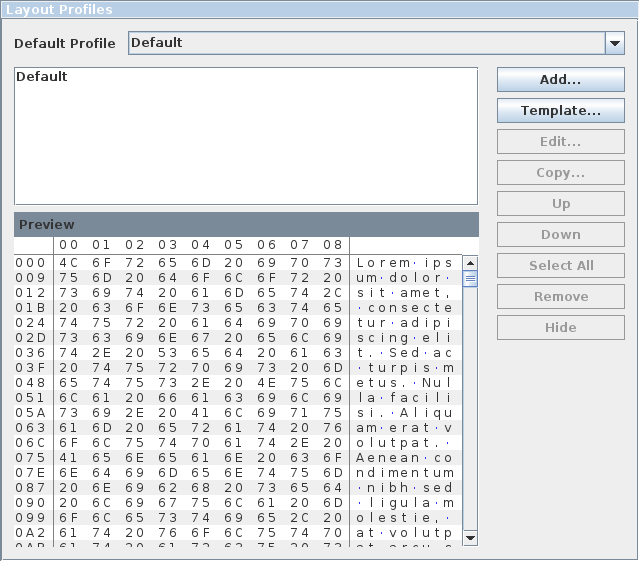 Layout Profiles
Default Profile Default
Default
Add...
Template...
Edit...
Copy...
Up
Down
Select All
Remove
Hide
Preview
00 01 02 03 04 05 06 07 08
000 4C 6F 72 65 6D 20 69 70 73 Lorem·ips
009 75 6D 20 64 6F 6C 6F 72 20 um·dolor·
012 73 69 74 20 61 6D 65 74 2C sit·amet,
01B 20 63 6F 6E 73 65 63 74 65 ·consecte
024 74 75 72 20 61 64 69 70 69 tur·adipi
02D 73 63 69 6E 67 20 65 6C 69 scing·eli
036 74 2E 20 53 65 64 20 61 63 t.·Sed·ac
03F 20 74 75 72 70 69 73 20 6D ·turpis·m
048 65 74 75 73 2E 20 4E 75 6C etus.·Nul
051 6C 61 20 66 61 63 69 6C 69 la·facili
05A 73 69 2E 20 41 6C 69 71 75 si.·Aliqu
063 61 6D 20 65 72 61 74 20 76 am·erat·v
06C 6F 6C 75 74 70 61 74 2E 20 olutpat.·
075 41 65 6E 65 61 6E 20 63 6F Aenean·co
07E 6E 64 69 6D 65 6E 74 75 6D ndimentum
087 20 6E 69 62 68 20 73 65 64 ·nibh·sed
090 20 6C 69 67 75 6C 61 20 6D ·ligula·m
099 6F 6C 65 73 74 69 65 2C 20 olestie,·
0A2 61 74 20 76 6F 6C 75 74 70 at·volutp
0AB 61 74 20 61 72 63 75 20 73 at·arcu·s